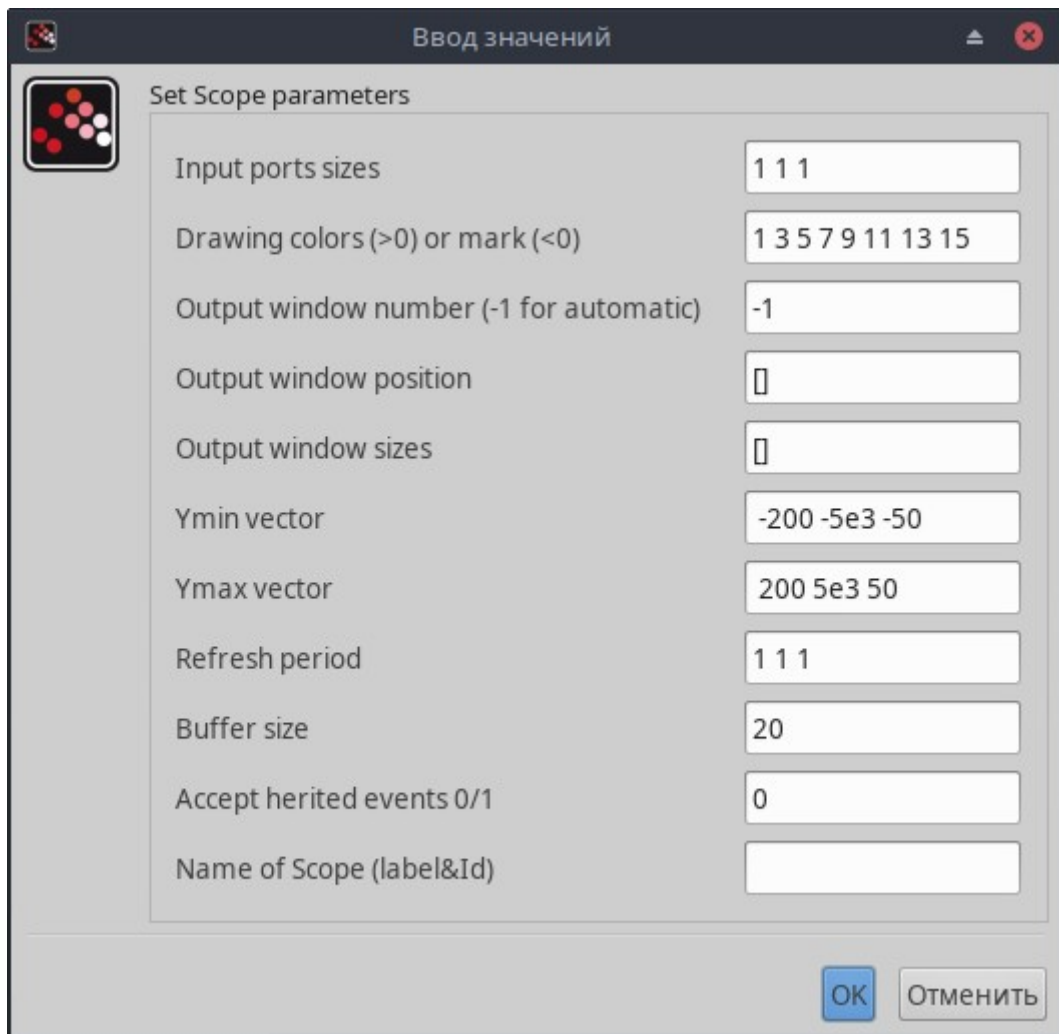 Ввод значений
Set Scope parameters
Input ports sizes 1 1 1
Drawing colors (>0) or mark (<0) 1 3 5 7 9 11 13 15
Output window number (-1 for automatic) -1
Output window position []
Output window sizes []
Ymin vector -200 -5e3 -50
Ymax vector 200 5e3 50
Refresh period 1 1 1
Buffer size 20
Accept herited events 0/1 0
Name of Scope (label&Id)
OK Отменить